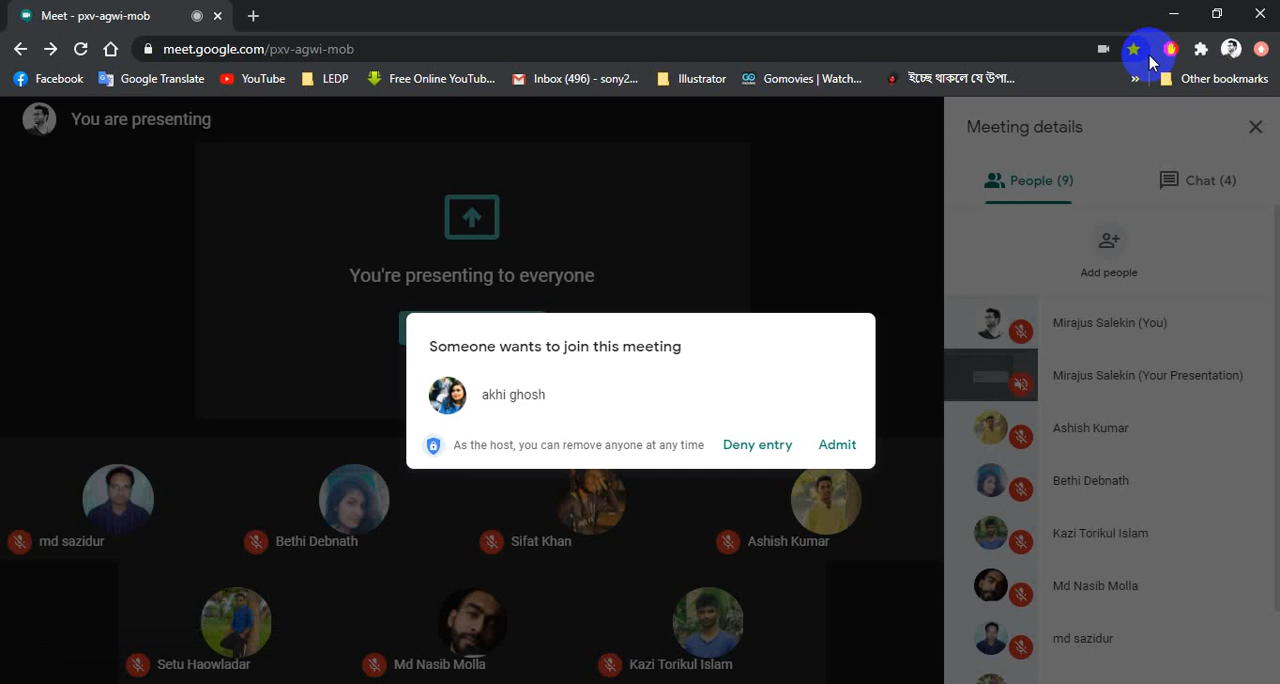 Meet - pxv-agwi-mob
meet.google.com/pxv-agwi-mob
Facebook Google Translate YouTube LEDP Free Online YouTub... Inbox (496) - sony2... Illustrator Gomovies | Watch... ইচ্ছে থাকলে যে উপা... » Other bookmarks
You are presenting
Meeting details
People (9) Chat (4)
Add people
You're presenting to everyone
Someone wants to join this meeting
akhi ghosh
As the host, you can remove anyone at any time Deny entry Admit
Mirajus Salekin (You)
Mirajus Salekin (Your Presentation)
Ashish Kumar
Bethi Debnath
Kazi Torikul Islam
Md Nasib Molla
md sazidur
md sazidur Bethi Debnath Sifat Khan Ashish Kumar
Setu Haowladar Md Nasib Molla Kazi Torikul Islam